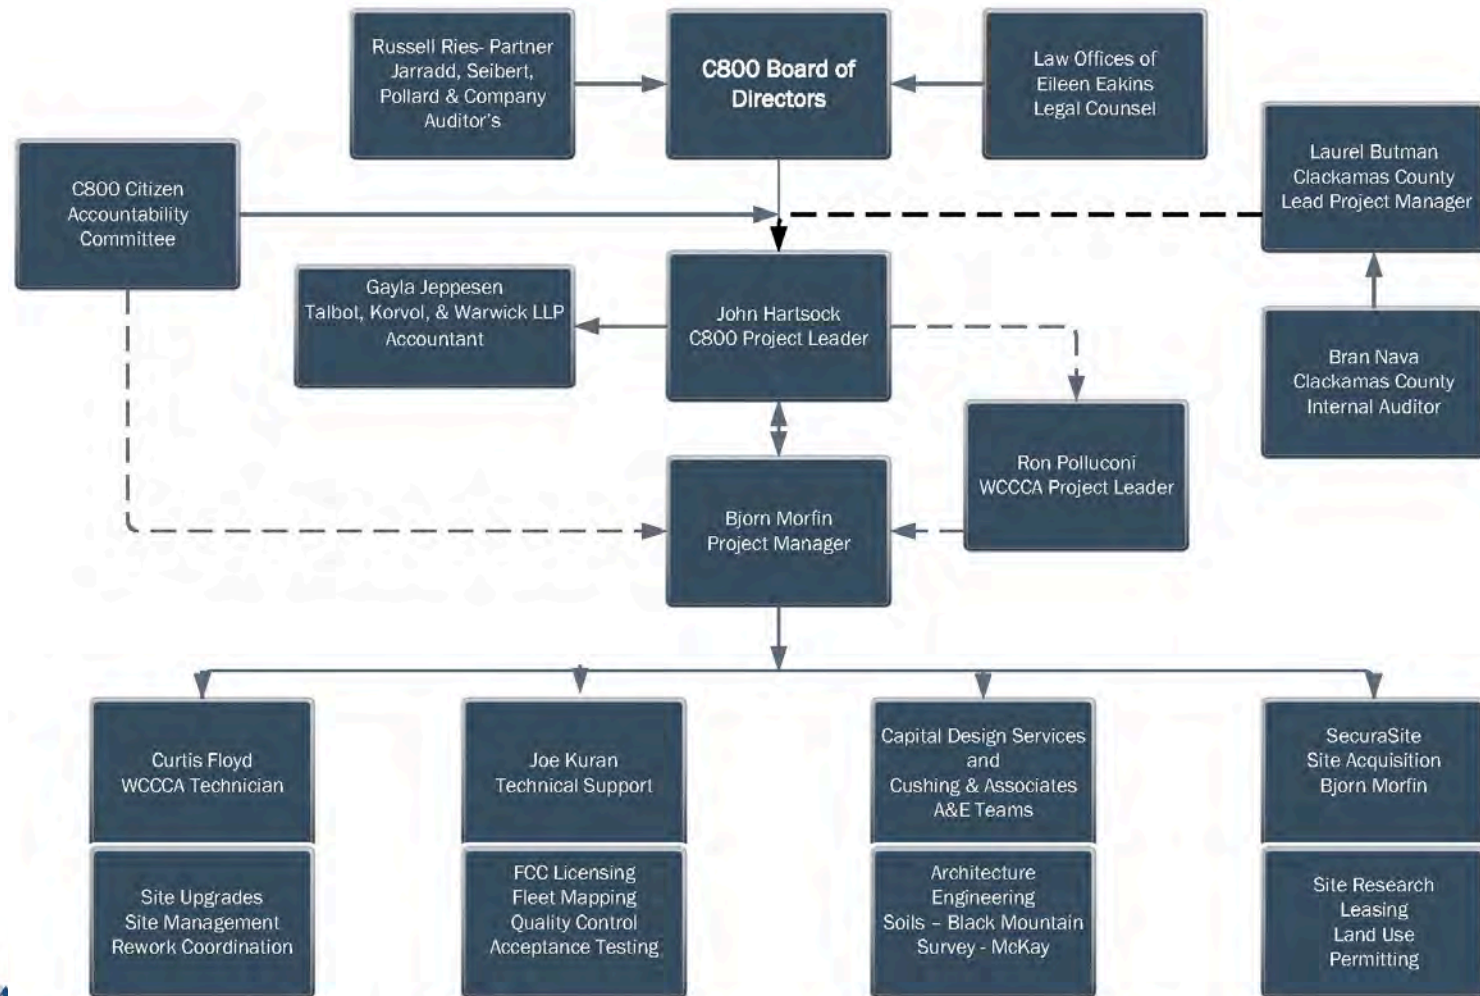 Russell Ries- Partner
Jarradd, Seibert,
Pollard & Company
Auditor's
C800 Board of
Directors
Law Offices of
Eileen Eakins
Legal Counsel
Laurel Butman
Clackamas County
Lead Project Manager
C800 Citizen
Accountability
Committee
Gayla Jeppesen
Talbot, Korvol, & Warwick LLP
Accountant
John Hartsock
C800 Project Leader
Bran Nava
Clackamas County
Internal Auditor
Ron Polluconi
WCCCA Project Leader
Bjorn Morfin
Project Manager
Curtis Floyd
WCCCA Technician
Joe Kuran
Technical Support
Capital Design Services
and
Cushing & Associates
A&E Teams
SecuraSite
Site Acquisition
Bjorn Morfin
Site Upgrades
Site Management
Rework Coordination
FCC Licensing
Fleet Mapping
Quality Control
Acceptance Testing
Architecture
Engineering
Soils – Black Mountain
Survey - McKay
Site Research
Leasing
Land Use
Permitting